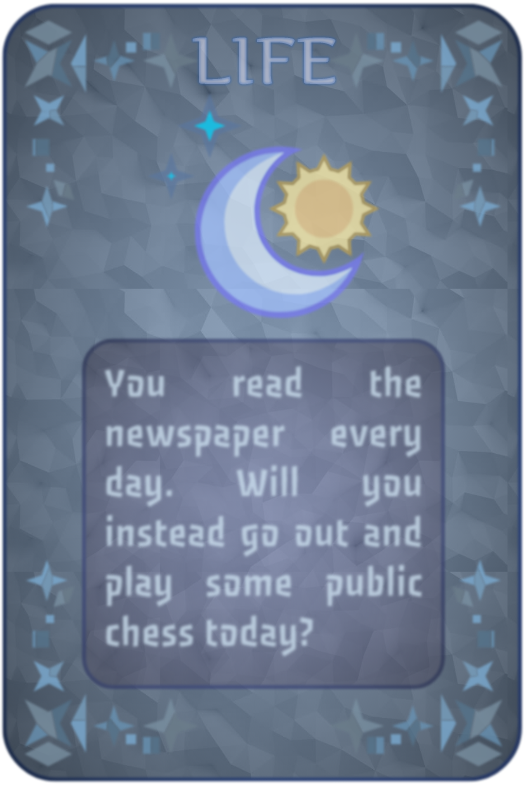 LIFE
You read the
newspaper every
day. Will you
instead go out and
play some public
chess today?